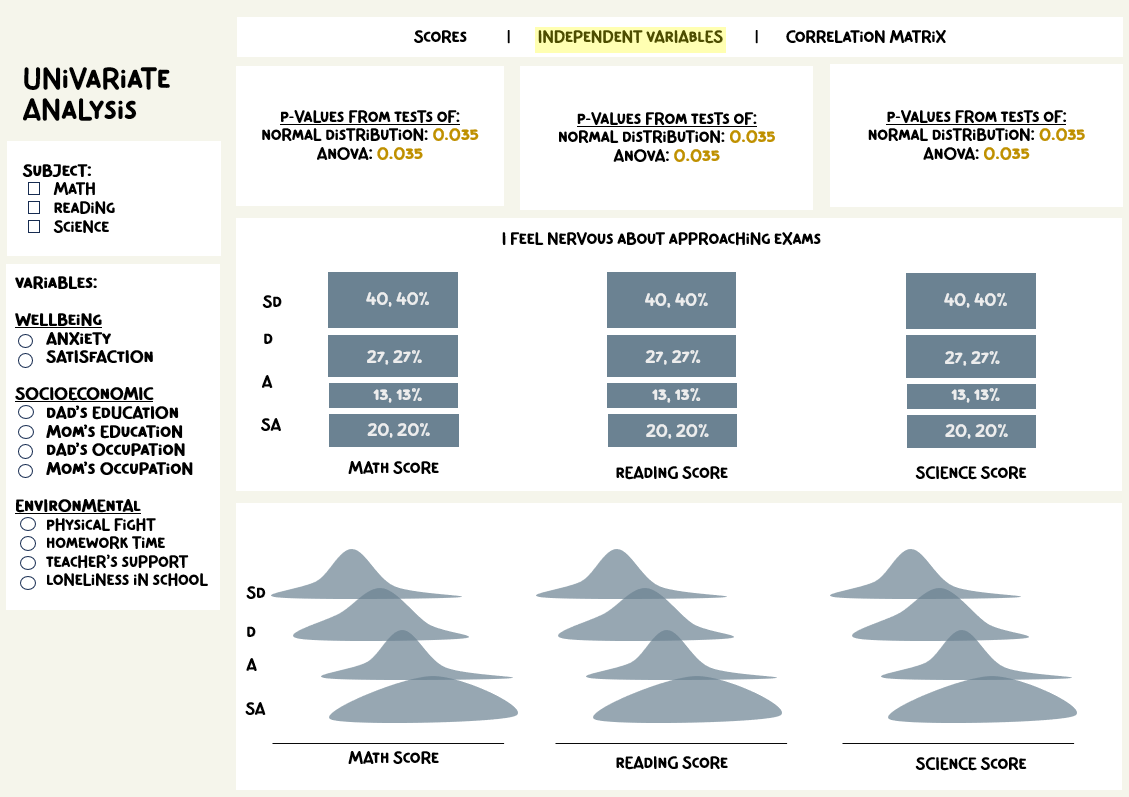 SCORES | INDEPENDENT VARIABLES | CORRELATION MATRIX
UNIVARIATE
ANALYSIS
SUBJECT:
MATH
READING
SCIENCE
VARIABLES:
WELLBEING
ANXIETY
SATISFACTION
SOCIOECONOMIC
DAD'S EDUCATION
MOM'S EDUCATION
DAD'S OCCUPATION
MOM'S OCCUPATION
ENVIRONMENTAL
PHYSICAL FIGHT
HOMEWORK TIME
TEACHER'S SUPPORT
LONELINESS IN SCHOOL
P-VALUES FROM TESTS OF:
NORMAL DISTRIBUTION: 0.035
ANOVA: 0.035
P-VALUES FROM TESTS OF:
NORMAL DISTRIBUTION: 0.035
ANOVA: 0.035
P-VALUES FROM TESTS OF:
NORMAL DISTRIBUTION: 0.035
ANOVA: 0.035
I FEEL NERVOUS ABOUT APPROACHING EXAMS
SD
D
A
SA
40, 40%
27, 27%
13, 13%
20, 20%
MATH SCORE
40, 40%
27, 27%
13, 13%
20, 20%
READING SCORE
40, 40%
27, 27%
13, 13%
20, 20%
SCIENCE SCORE
SD
D
A
SA
MATH SCORE
READING SCORE
SCIENCE SCORE